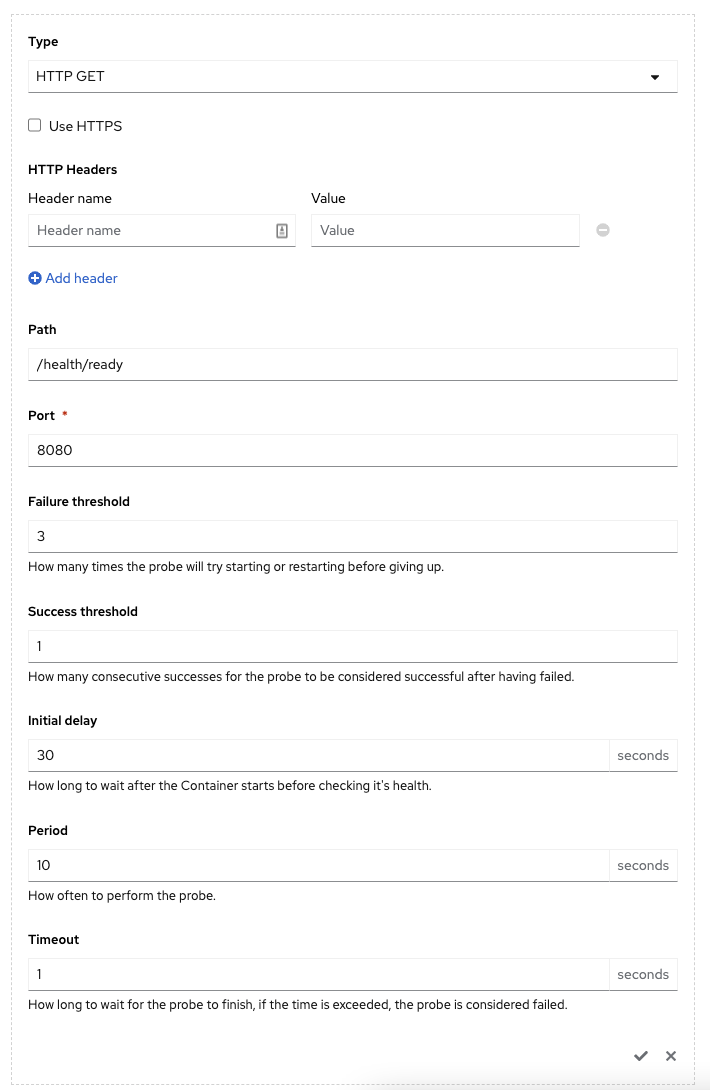 Type
HTTP GET
Use HTTPS
HTTP Headers
Header name Value
Header name Value
Add header
Path
/health/ready
Port *
8080
Failure threshold
3
How many times the probe will try starting or restarting before giving up.
Success threshold
1
How many consecutive successes for the probe to be considered successful after having failed.
Initial delay
30 seconds
How long to wait after the Container starts before checking it's health.
Period
10 seconds
How often to perform the probe.
Timeout
1 seconds
How long to wait for the probe to finish, if the time is exceeded, the probe is considered failed.